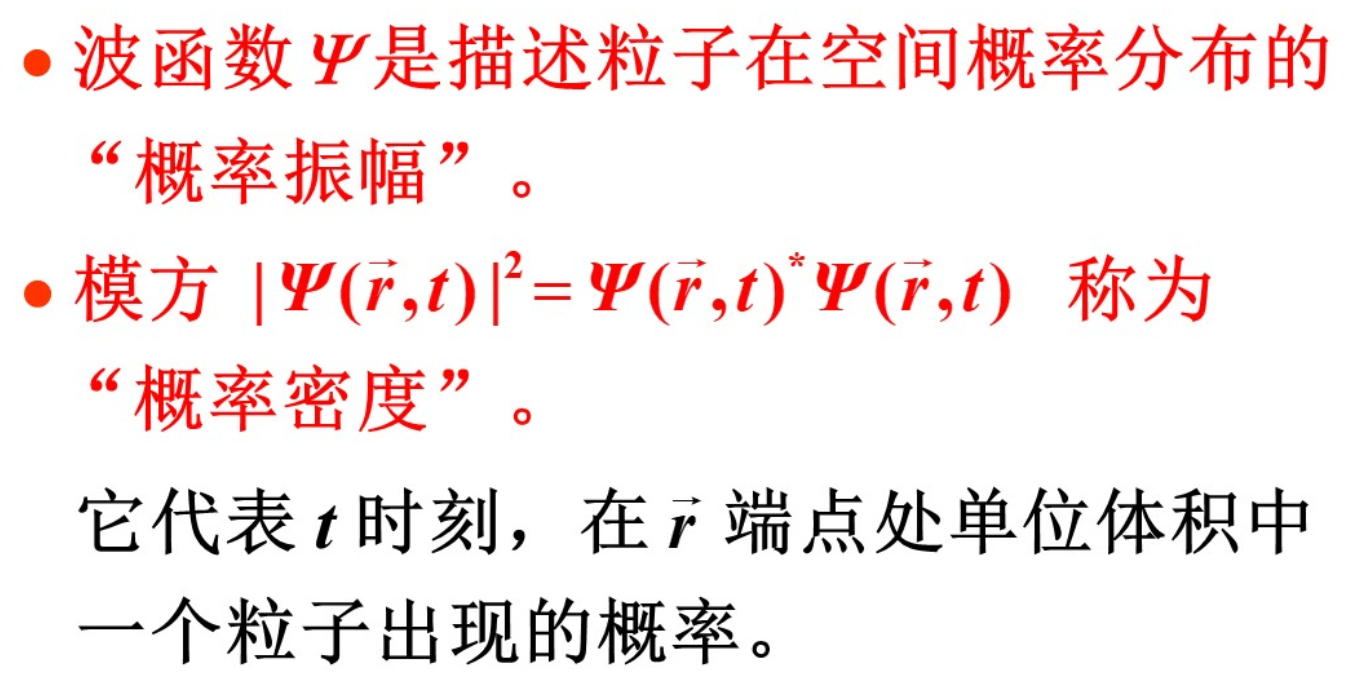 • 波函数Ψ是描述粒子在空间概率分布的
“概率振幅”。
• 模方 |Ψ(r⃗,t)|²=Ψ(r⃗,t)*Ψ(r⃗,t) 称为
“概率密度”。
它代表 t 时刻，在 r⃗ 端点处单位体积中
一个粒子出现的概率。